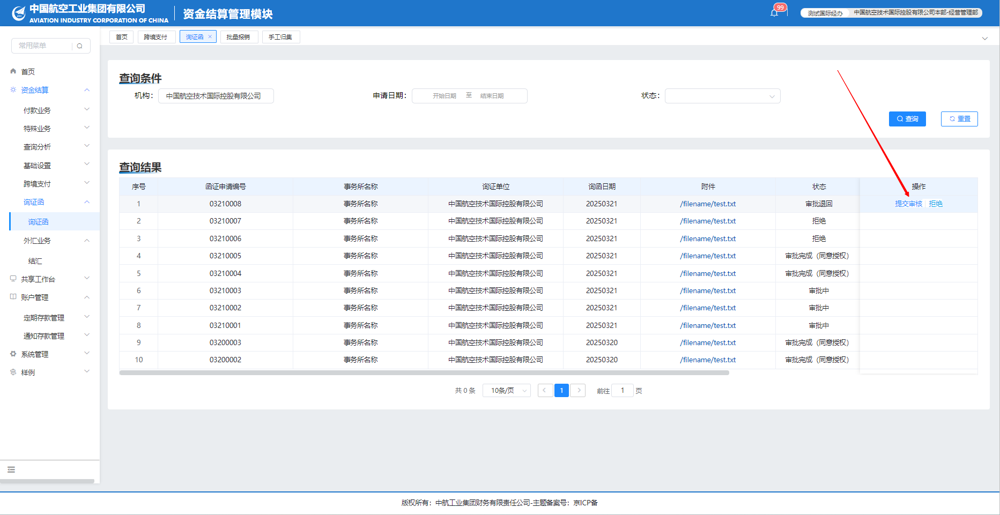 中国航空工业集团有限公司
AVIATION INDUSTRY CORPORATION OF CHINA
资金结算管理模块
99
测试国际经办
中国航空技术国际控股有限公司本部-经营管理部
常用菜单
首页
资金结算
付款业务
特殊业务
查询分析
基础设置
跨境支付
询证函
询证函
外汇业务
结汇
共享工作台
账户管理
定期存款管理
通知存款管理
系统管理
样例
首页 跨境支付 询证函 × 批量报销 手工归集
查询条件
机构： 中国航空技术国际控股有限公司 申请日期： 开始日期 至 结束日期 状态：
查询 重置
查询结果
序号 函证申请编号 事务所名称 询证单位 询函日期 附件 状态 操作
1 03210008 事务所名称 中国航空技术国际控股有限公司 20250321 /filename/test.txt 审批退回 提交审核 拒绝
2 03210007 事务所名称 中国航空技术国际控股有限公司 20250321 /filename/test.txt 拒绝
3 03210006 事务所名称 中国航空技术国际控股有限公司 20250321 /filename/test.txt 拒绝
4 03210005 事务所名称 中国航空技术国际控股有限公司 20250321 /filename/test.txt 审批完成（同意授权）
5 03210004 事务所名称 中国航空技术国际控股有限公司 20250321 /filename/test.txt 审批完成（同意授权）
6 03210003 事务所名称 中国航空技术国际控股有限公司 20250321 /filename/test.txt 审批中
7 03210002 事务所名称 中国航空技术国际控股有限公司 20250321 /filename/test.txt 审批中
8 03210001 事务所名称 中国航空技术国际控股有限公司 20250321 /filename/test.txt 审批中
9 03200003 事务所名称 中国航空技术国际控股有限公司 20250320 /filename/test.txt 审批完成（同意授权）
10 03200002 事务所名称 中国航空技术国际控股有限公司 20250320 /filename/test.txt 审批完成（同意授权）
共 0 条 10条/页 1 前往 1 页
版权所有：中航工业集团财务有限责任公司-主题备案号：京ICP备